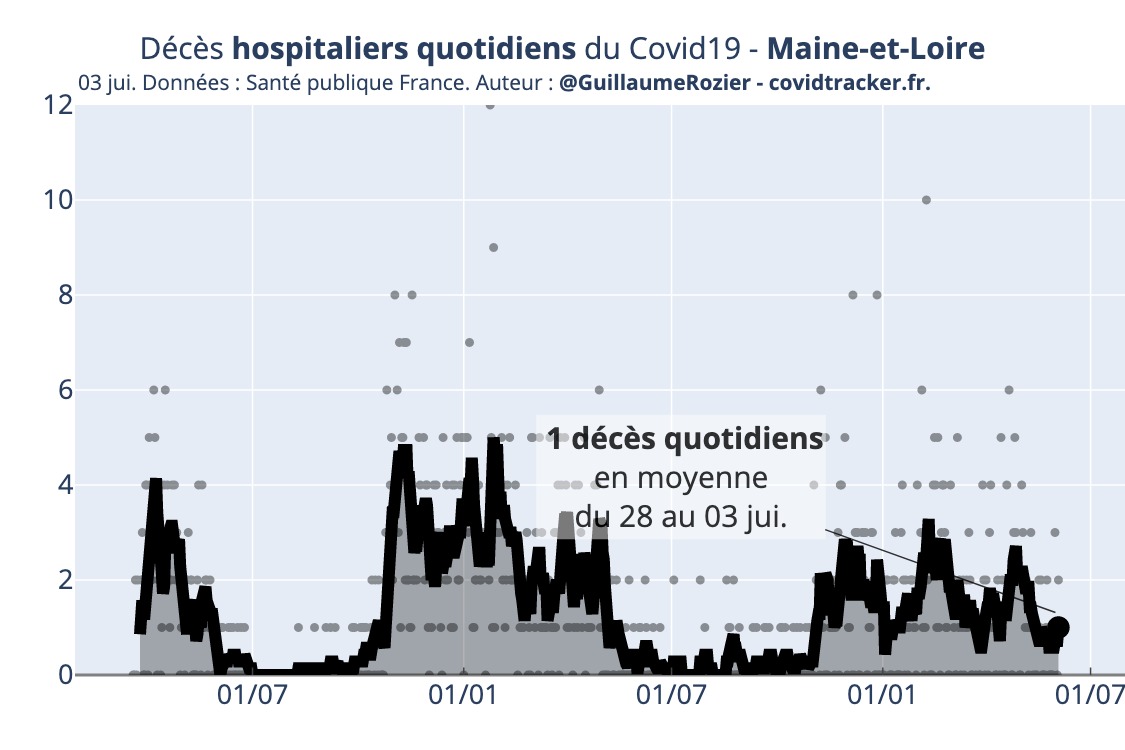 Décès hospitaliers quotidiens du Covid19 - Maine-et-Loire
03 jui. Données : Santé publique France. Auteur : @GuillaumeRozier - covidtracker.fr.
12
10
8
6
4
2
0
1 décès quotidiens
en moyenne
du 28 au 03 jui.
01/07 01/01 01/07 01/01 01/07